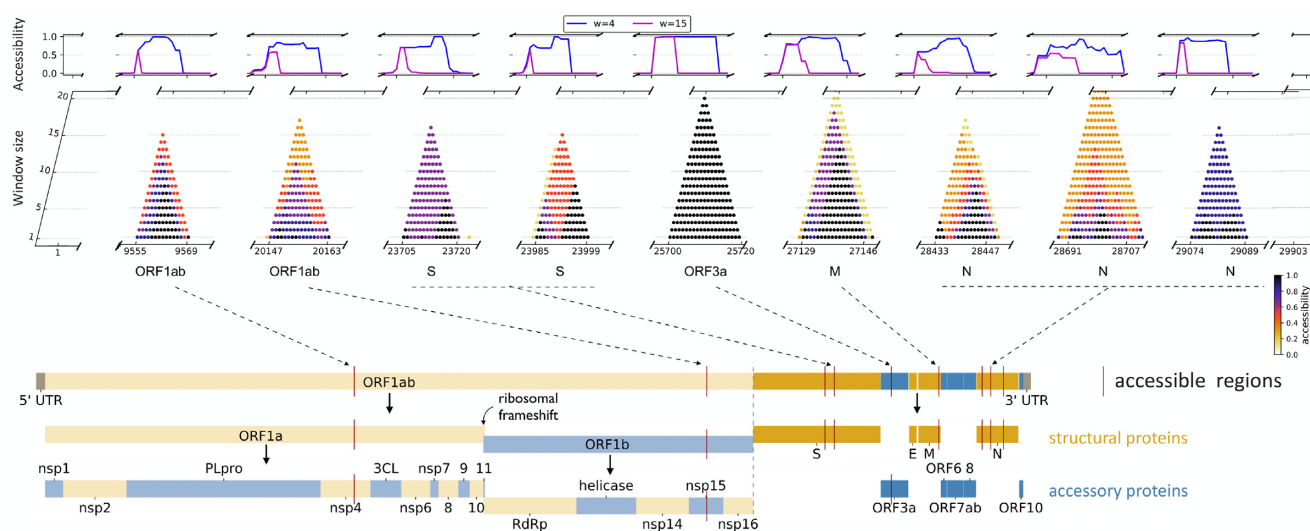 w=4 w=15
Accessibility
1.0
0.5
0.0
Window size
20
15
10
5
1
1 9555 9569 20147 20163 23705 23720 23985 23999 25700 25720 27129 27146 28433 28447 28691 28707 29074 29089 29903
ORF1ab ORF1ab S S ORF3a M N N N
1.0
0.8
0.6
0.4
0.2
0.0
accessibility
ORF1ab
accessible regions
5' UTR 3' UTR
ribosomal
frameshift
ORF1a ORF1b
structural proteins
S E M N
nsp1 PLpro 3CL nsp7 9 11 helicase nsp15 ORF6 8
accessory proteins
nsp2 nsp4 nsp6 8 10 ORF3a ORF7ab ORF10
RdRp nsp14 nsp16